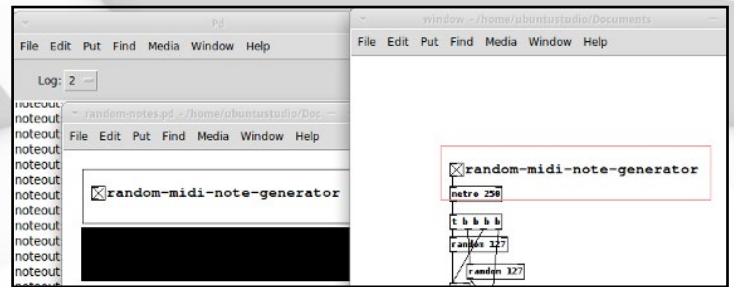 Pd
File Edit Put Find Media Window Help
Log: 2
noteout
noteout
noteout
noteout
noteout
noteout
noteout
noteout
noteout
noteout
noteout
noteout
noteout
random-notes.pd - /home/ubuntustudio/Doc
File Edit Put Find Media Window Help
random-midi-note-generator
window - /home/ubuntustudio/Documents
File Edit Put Find Media Window Help
random-midi-note-generator
metro 250
t b b b b
random 127
random 127